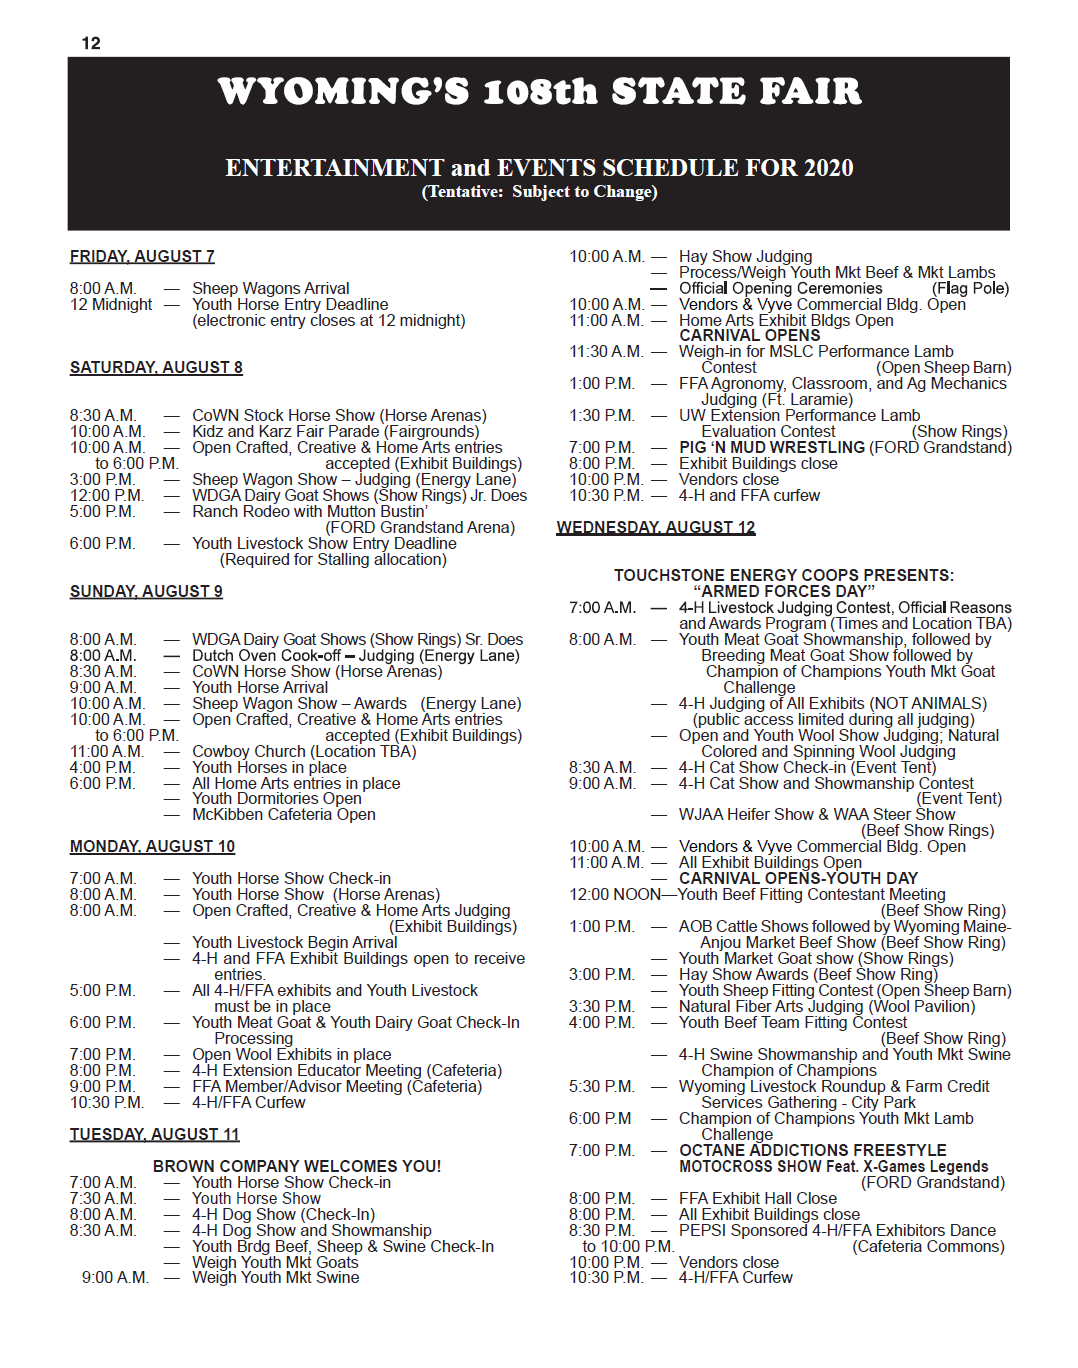 12
WYOMING'S 108th STATE FAIR
ENTERTAINMENT and EVENTS SCHEDULE FOR 2020
(Tentative: Subject to Change)
FRIDAY, AUGUST 7
8:00 A.M. — Sheep Wagons Arrival
12 Midnight — Youth Horse Entry Deadline
(electronic entry closes at 12 midnight)
SATURDAY, AUGUST 8
8:30 A.M. — CoWN Stock Horse Show (Horse Arenas)
10:00 A.M. — Kidz and Karz Fair Parade (Fairgrounds)
10:00 A.M. — Open Crafted, Creative & Home Arts entries
to 6:00 P.M. accepted (Exhibit Buildings)
3:00 P.M. — Sheep Wagon Show – Judging (Energy Lane)
12:00 P.M. — WDGA Dairy Goat Shows (Show Rings) Jr. Does
5:00 P.M. — Ranch Rodeo with Mutton Bustin'
(FORD Grandstand Arena)
6:00 P.M. — Youth Livestock Show Entry Deadline
(Required for Stalling allocation)
SUNDAY, AUGUST 9
8:00 A.M. — WDGA Dairy Goat Shows (Show Rings) Sr. Does
8:00 A.M. — Dutch Oven Cook-off – Judging (Energy Lane)
8:30 A.M. — CoWN Horse Show (Horse Arenas)
9:00 A.M. — Youth Horse Arrival
10:00 A.M. — Sheep Wagon Show – Awards (Energy Lane)
10:00 A.M. — Open Crafted, Creative & Home Arts entries
to 6:00 P.M. accepted (Exhibit Buildings)
11:00 A.M. — Cowboy Church (Location TBA)
4:00 P.M. — Youth Horses in place
6:00 P.M. — All Home Arts entries in place
— Youth Dormitories Open
— McKibben Cafeteria Open
MONDAY, AUGUST 10
7:00 A.M. — Youth Horse Show Check-in
8:00 A.M. — Youth Horse Show (Horse Arenas)
8:00 A.M. — Open Crafted, Creative & Home Arts Judging
(Exhibit Buildings)
— Youth Livestock Begin Arrival
— 4-H and FFA Exhibit Buildings open to receive
entries.
5:00 P.M. — All 4-H/FFA exhibits and Youth Livestock
must be in place
6:00 P.M. — Youth Meat Goat & Youth Dairy Goat Check-In
Processing
7:00 P.M. — Open Wool Exhibits in place
8:00 P.M. — 4-H Extension Educator Meeting (Cafeteria)
9:00 P.M. — FFA Member/Advisor Meeting (Cafeteria)
10:30 P.M. — 4-H/FFA Curfew
TUESDAY, AUGUST 11
BROWN COMPANY WELCOMES YOU!
7:00 A.M. — Youth Horse Show Check-in
7:30 A.M. — Youth Horse Show
8:00 A.M. — 4-H Dog Show (Check-In)
8:30 A.M. — 4-H Dog Show and Showmanship
— Youth Brdg Beef, Sheep & Swine Check-In
— Weigh Youth Mkt Goats
9:00 A.M. — Weigh Youth Mkt Swine
10:00 A.M. — Hay Show Judging
— Process/Weigh Youth Mkt Beef & Mkt Lambs
— Official Opening Ceremonies (Flag Pole)
10:00 A.M. — Vendors & Vyve Commercial Bldg. Open
11:00 A.M. — Home Arts Exhibit Bldgs Open
CARNIVAL OPENS
11:30 A.M. — Weigh-in for MSLC Performance Lamb
Contest (Open Sheep Barn)
1:00 P.M. — FFA Agronomy, Classroom, and Ag Mechanics
Judging (Ft. Laramie)
1:30 P.M. — UW Extension Performance Lamb
Evaluation Contest (Show Rings)
7:00 P.M. — PIG 'N MUD WRESTLING (FORD Grandstand)
8:00 P.M. — Exhibit Buildings close
10:00 P.M. — Vendors close
10:30 P.M. — 4-H and FFA curfew
WEDNESDAY, AUGUST 12
TOUCHSTONE ENERGY COOPS PRESENTS:
"ARMED FORCES DAY"
7:00 A.M. — 4-H Livestock Judging Contest, Official Reasons
and Awards Program (Times and Location TBA)
8:00 A.M. — Youth Meat Goat Showmanship, followed by
Breeding Meat Goat Show followed by
Champion of Champions Youth Mkt Goat
Challenge
— 4-H Judging of All Exhibits (NOT ANIMALS)
(public access limited during all judging)
— Open and Youth Wool Show Judging; Natural
Colored and Spinning Wool Judging
8:30 A.M. — 4-H Cat Show Check-in (Event Tent)
9:00 A.M. — 4-H Cat Show and Showmanship Contest
(Event Tent)
— WJAA Heifer Show & WAA Steer Show
(Beef Show Rings)
10:00 A.M. — Vendors & Vyve Commercial Bldg. Open
11:00 A.M. — All Exhibit Buildings Open
— CARNIVAL OPENS-YOUTH DAY
12:00 NOON—Youth Beef Fitting Contestant Meeting
(Beef Show Ring)
1:00 P.M. — AOB Cattle Shows followed by Wyoming Maine-
Anjou Market Beef Show (Beef Show Ring)
— Youth Market Goat show (Show Rings)
3:00 P.M. — Hay Show Awards (Beef Show Ring)
— Youth Sheep Fitting Contest (Open Sheep Barn)
3:30 P.M. — Natural Fiber Arts Judging (Wool Pavilion)
4:00 P.M. — Youth Beef Team Fitting Contest
(Beef Show Ring)
— 4-H Swine Showmanship and Youth Mkt Swine
Champion of Champions
5:30 P.M. — Wyoming Livestock Roundup & Farm Credit
Services Gathering - City Park
6:00 P.M — Champion of Champions Youth Mkt Lamb
Challenge
7:00 P.M. — OCTANE ADDICTIONS FREESTYLE
MOTOCROSS SHOW Feat. X-Games Legends
(FORD Grandstand)
8:00 P.M. — FFA Exhibit Hall Close
8:00 P.M. — All Exhibit Buildings close
8:30 P.M. — PEPSI Sponsored 4-H/FFA Exhibitors Dance
to 10:00 P.M. (Cafeteria Commons)
10:00 P.M. — Vendors close
10:30 P.M. — 4-H/FFA Curfew